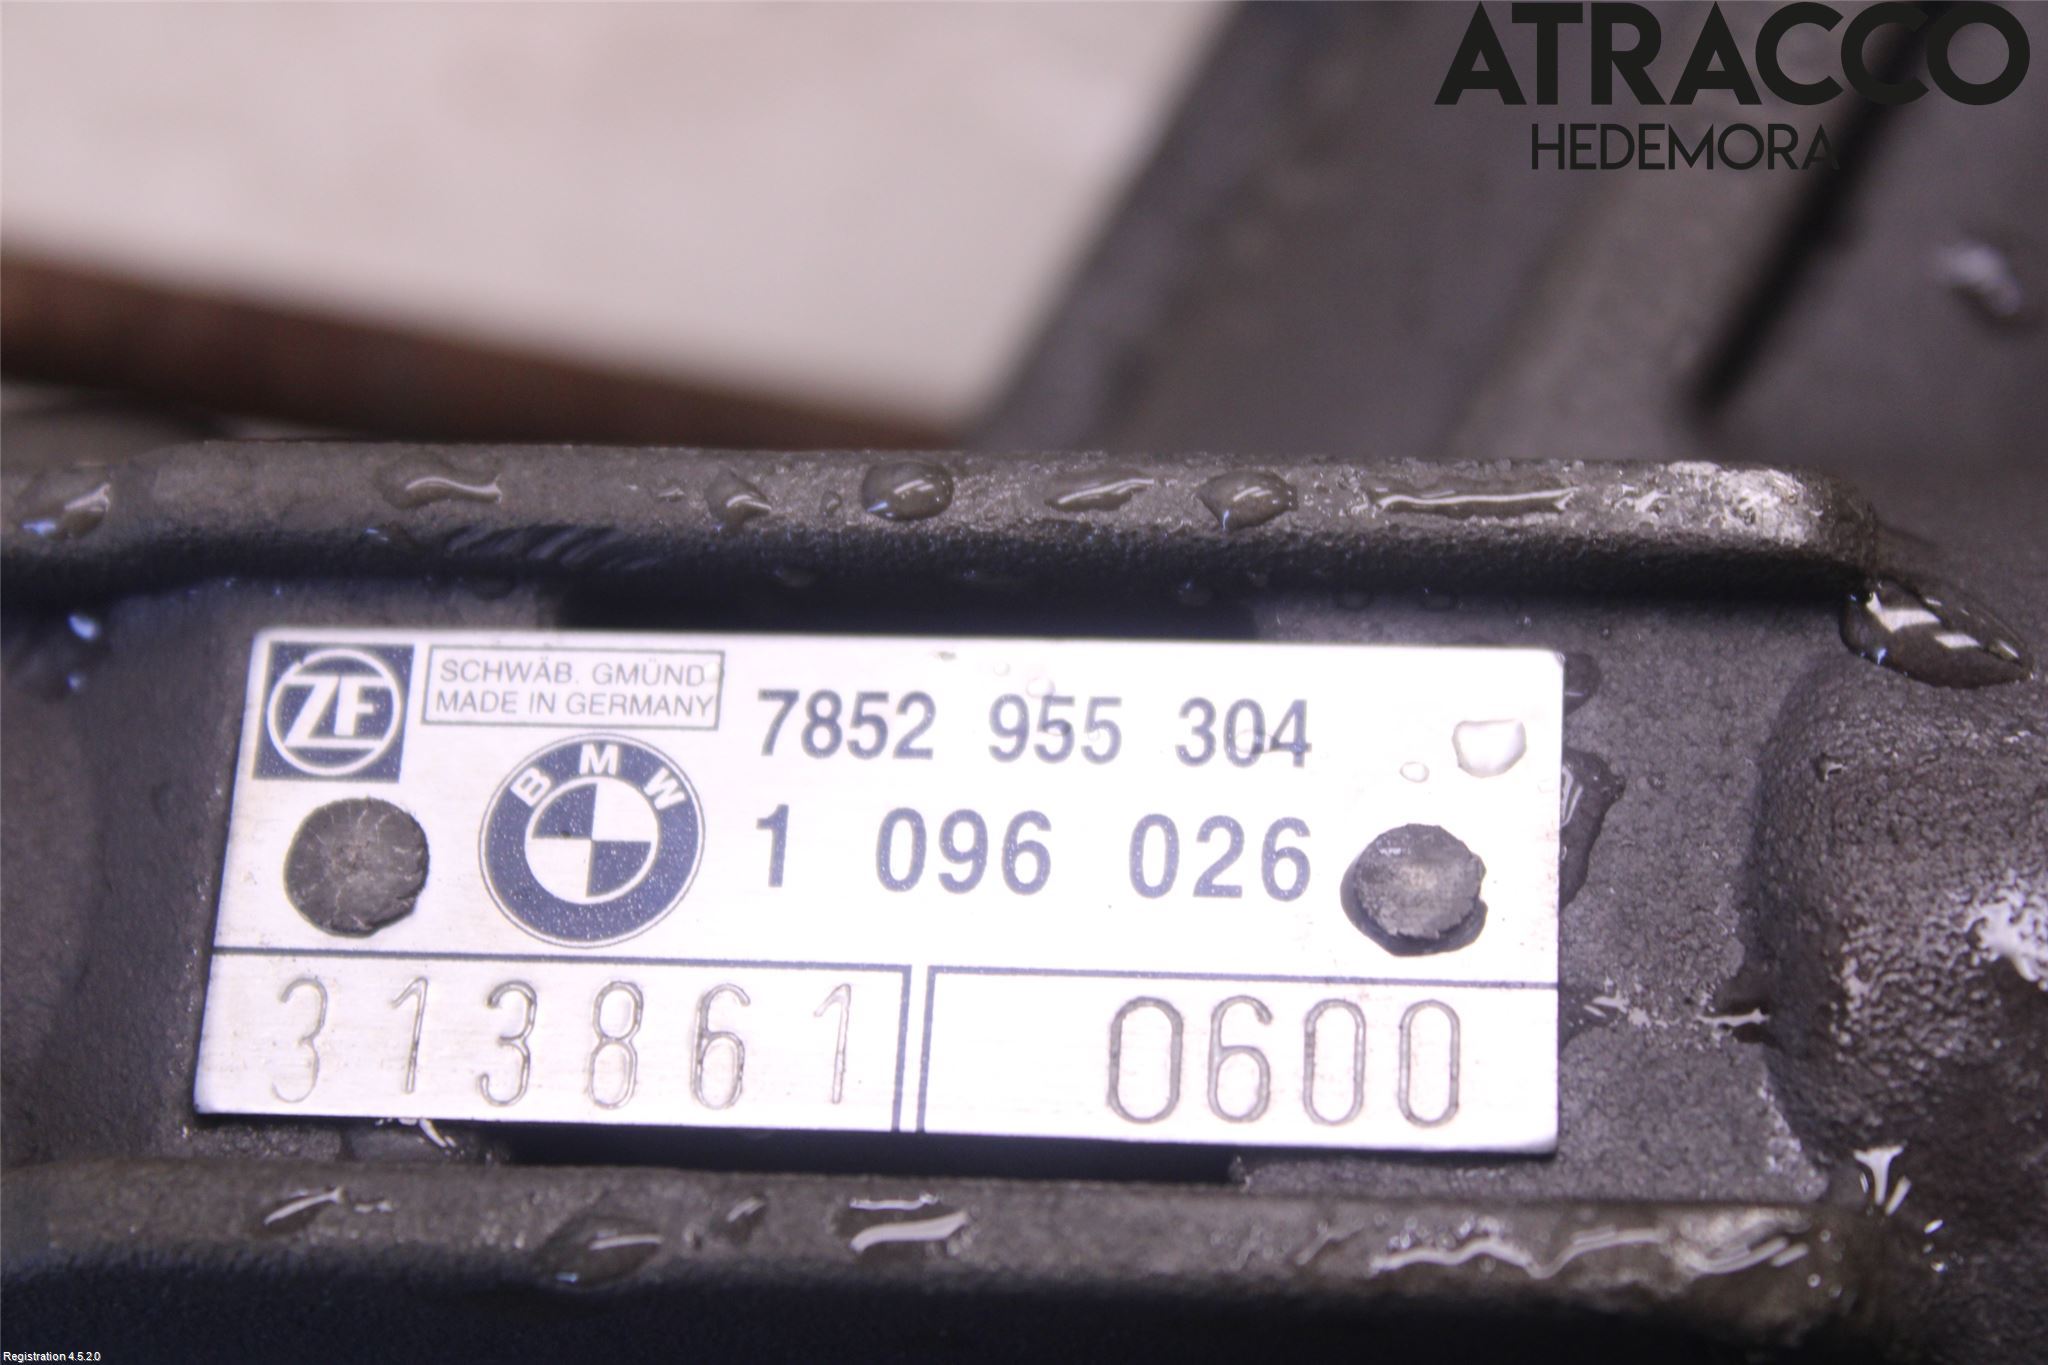 ATRACCO
HEDEMORA
ZF
SCHWÄB. GMÜND
MADE IN GERMANY
7852 955 304
BMW
1 096 026
313861
0600
Registration 4.5.2.0